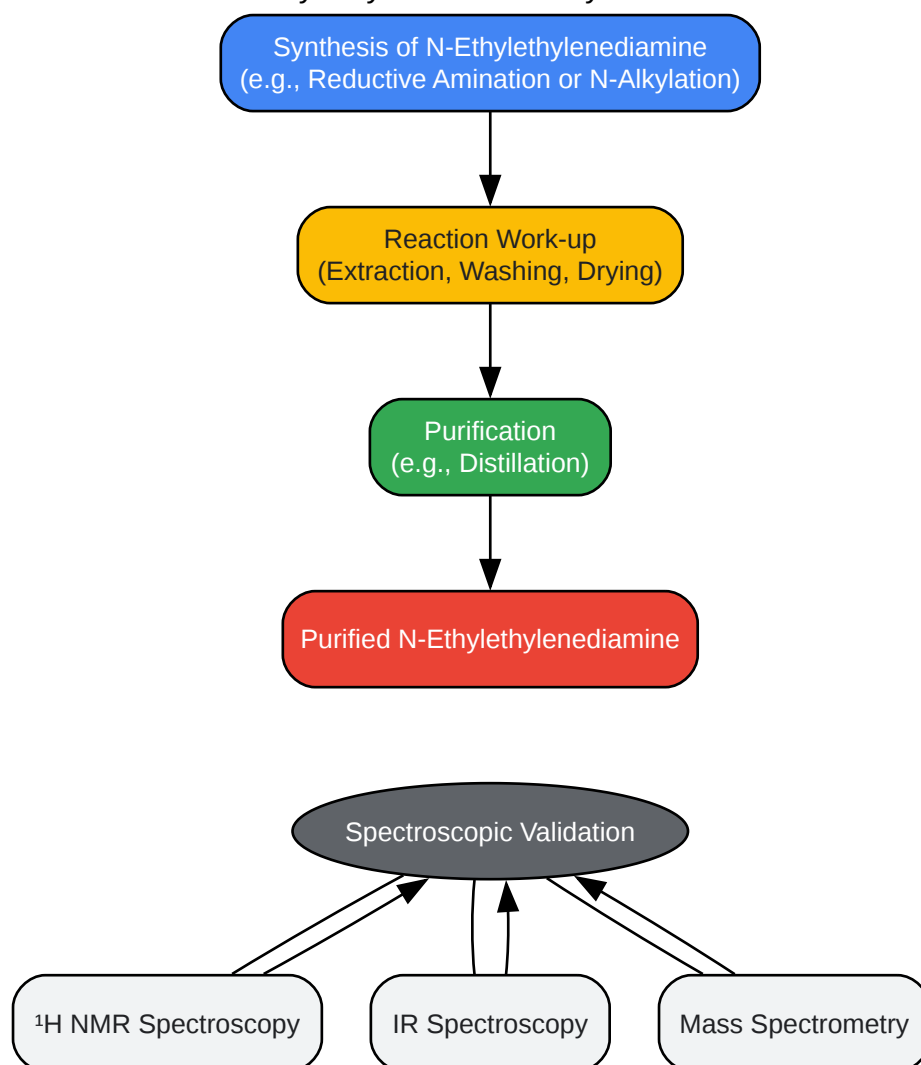 Synthesis of N-Ethylethylenediamine
(e.g., Reductive Amination or N-Alkylation)
Reaction Work-up
(Extraction, Washing, Drying)
Purification
(e.g., Distillation)
Purified N-Ethylethylenediamine
Spectroscopic Validation
¹H NMR Spectroscopy
IR Spectroscopy
Mass Spectrometry